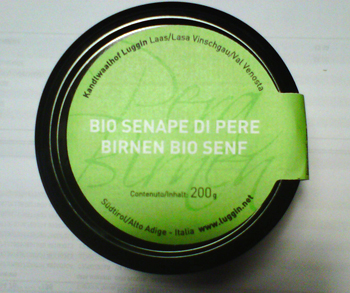 Kandlwaalhof Luggin Laas/Lasa Vinschgau/Val Venosta
BIO SENAPE DI PERE
BIRNEN BIO SENF
Contenuto/Inhalt: 200g
Südtirol/Alto Adige - Italia www.luggin.net